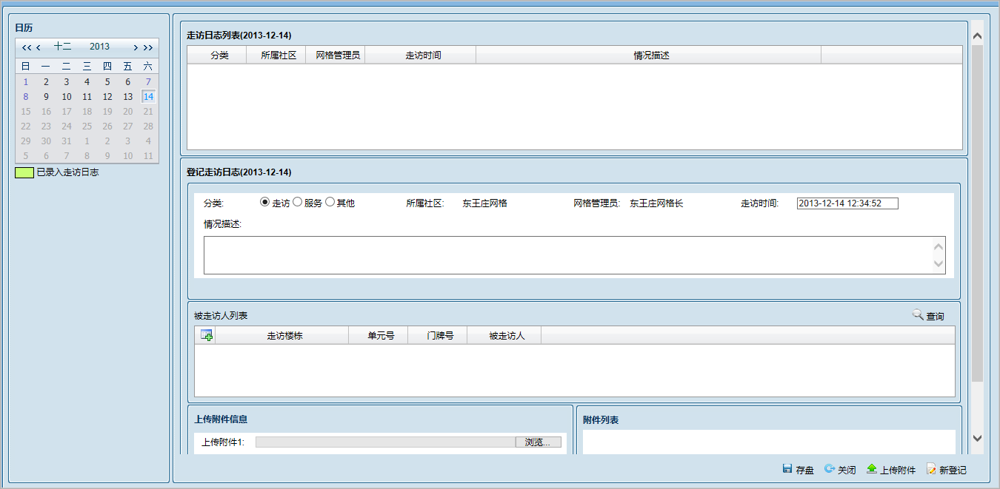 日历
<< < 十二 2013 > >>
日 一 二 三 四 五 六
1 2 3 4 5 6 7
8 9 10 11 12 13 14
15 16 17 18 19 20 21
22 23 24 25 26 27 28
29 30 31 1 2 3 4
5 6 7 8 9 10 11
已录入走访日志
走访日志列表(2013-12-14)
分类 所属社区 网格管理员 走访时间 情况描述
登记走访日志(2013-12-14)
分类: 走访 服务 其他 所属社区: 东王庄网格 网格管理员: 东王庄网格长 走访时间: 2013-12-14 12:34:52
情况描述:
被走访人列表 查询
走访楼栋 单元号 门牌号 被走访人
上传附件信息
上传附件1: 浏览...
附件列表
存盘 关闭 上传附件 新登记